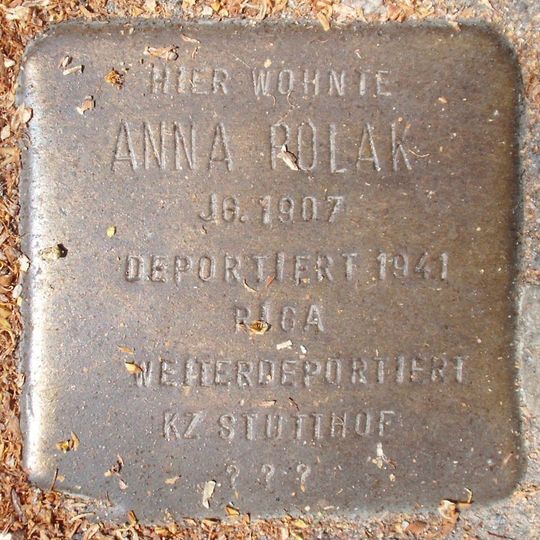 HIER WOHNTE
ANNA POLAK
JG. 1907
DEPORTIERT 1941
RIGA
WEITERDEPORTIERT
KZ STUTTHOF
? ? ?